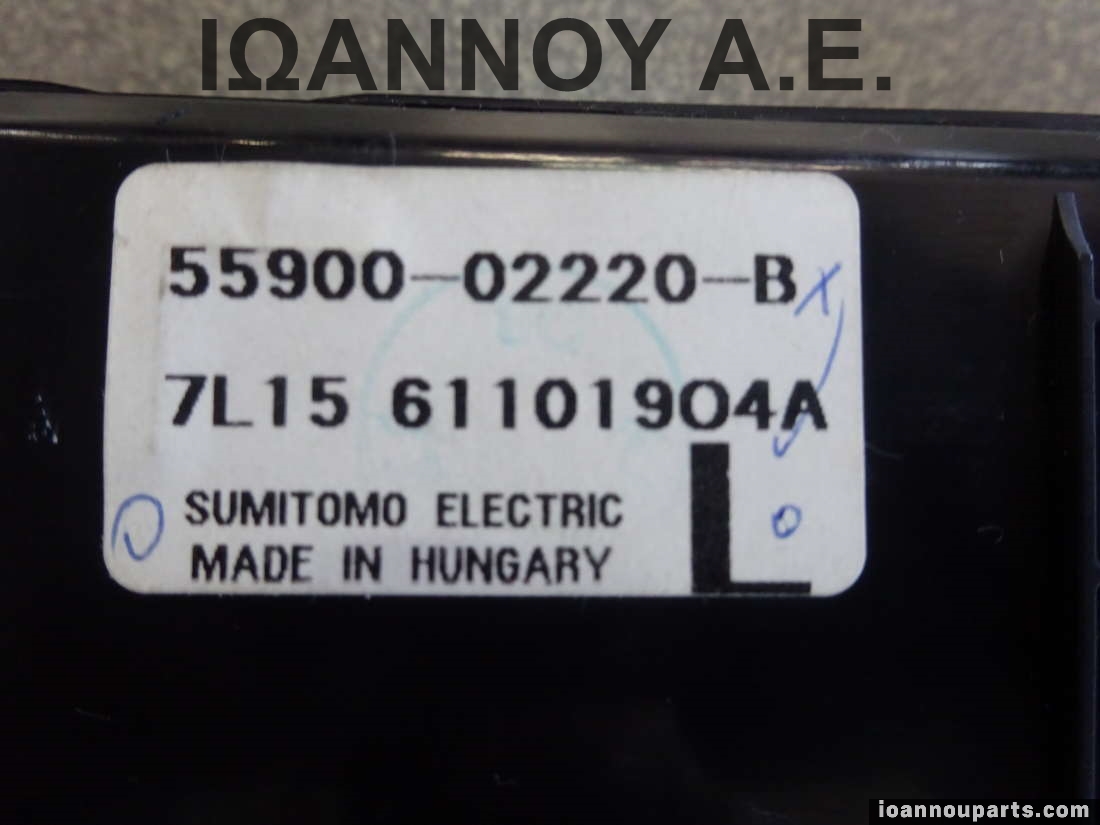 ΙΩΑΝΝΟΥ Α.Ε.
55900-02220-B
7L15 61101904A
SUMITOMO ELECTRIC
MADE IN HUNGARY
L
ioannouparts.com